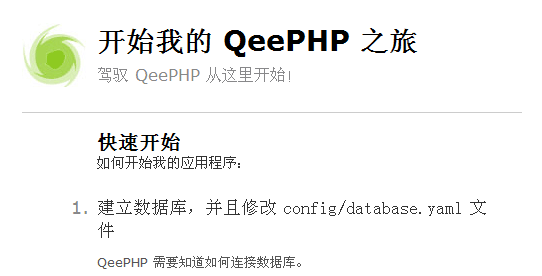 开始我的 QeePHP 之旅
驾驭 QeePHP 从这里开始!
快速开始
如何开始我的应用程序:
1. 建立数据库，并且修改 config/database.yaml 文
件
QeePHP 需要知道如何连接数据库。